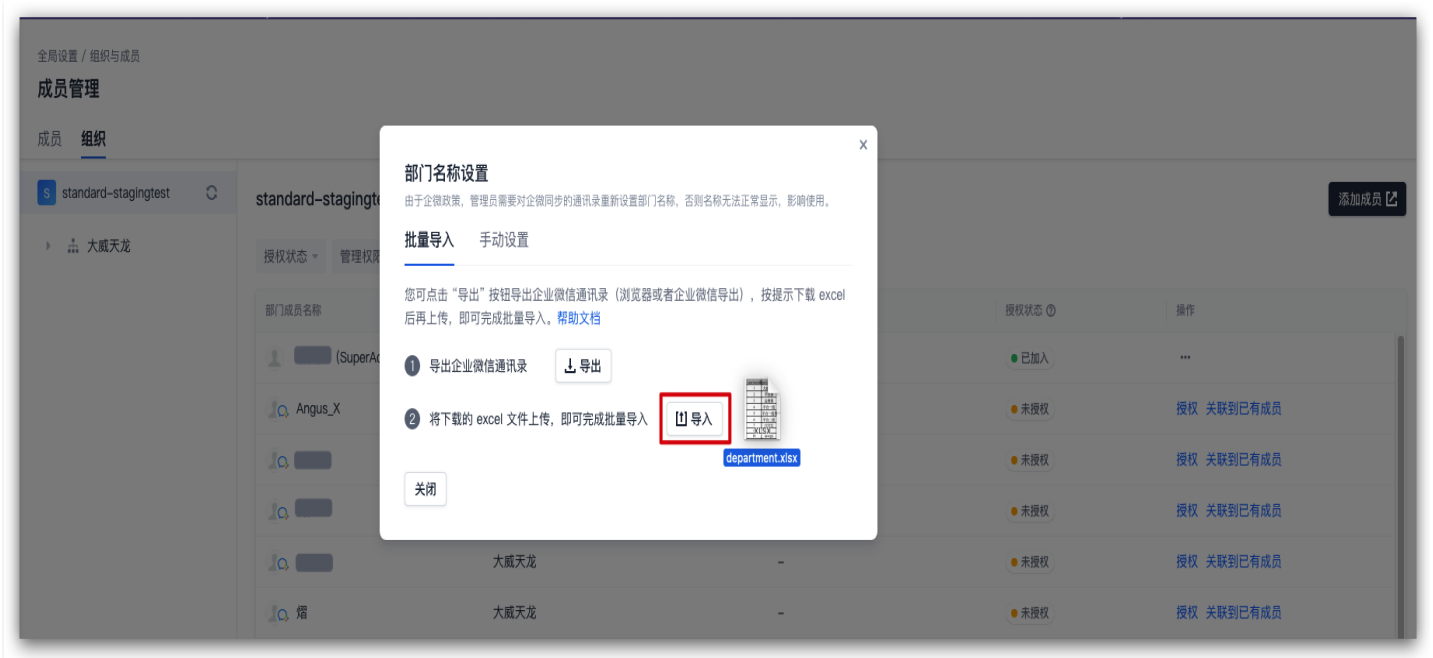 全局设置 / 组织与成员
成员管理
成员 组织
S standard-stagingtest
大威天龙
standard-stagingte
添加成员
授权状态 管理权限
部门成员名称 授权状态 操作
(SuperAd 已加入 ...
Angus_X 未授权 授权 关联到已有成员
未授权 授权 关联到已有成员
未授权 授权 关联到已有成员
大威天龙 - 未授权 授权 关联到已有成员
熠 大威天龙 - 未授权 授权 关联到已有成员
x
部门名称设置
由于企微政策，管理员需要对企微同步的通讯录重新设置部门名称，否则名称无法正常显示，影响使用。
批量导入 手动设置
您可点击“导出”按钮导出企业微信通讯录（浏览器或者企业微信导出），按提示下载 excel
后再上传，即可完成批量导入。帮助文档
1 导出企业微信通讯录 导出
2 将下载的 excel 文件上传，即可完成批量导入 导入
XLSX
department.xlsx
关闭